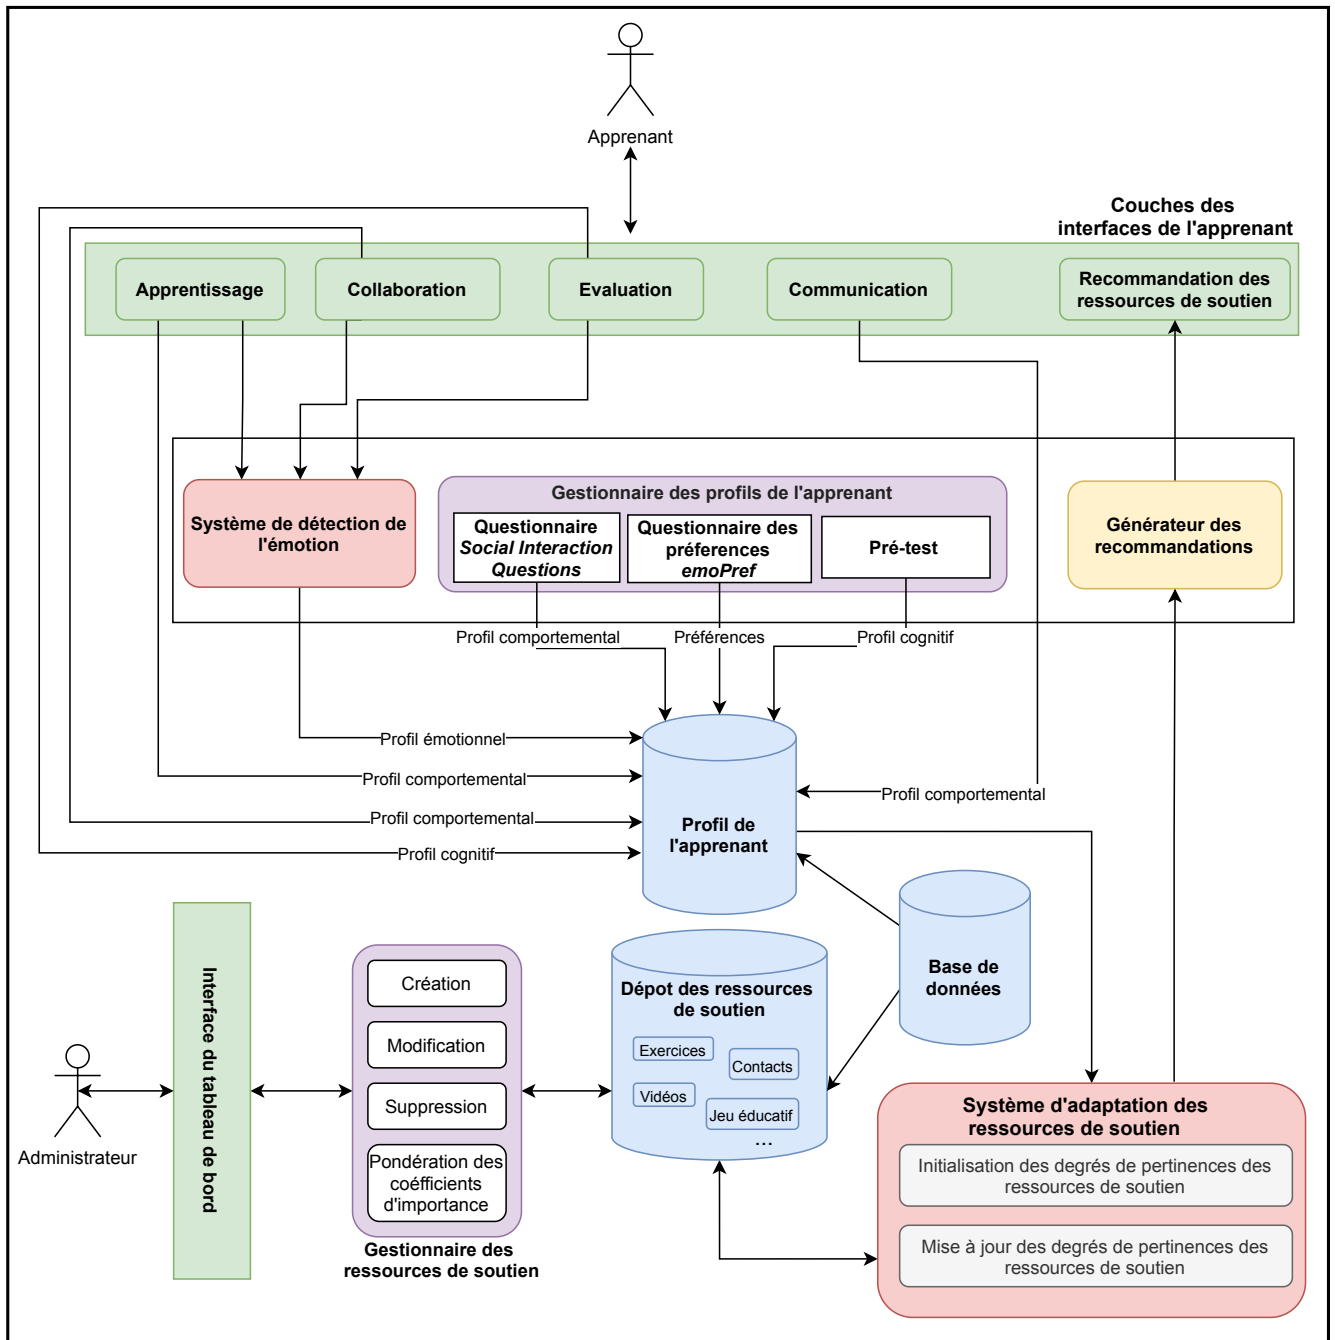 Apprenant
Couches des
interfaces de l'apprenant
Apprentissage
Collaboration
Evaluation
Communication
Recommandation des
ressources de soutien
Système de détection de
l'émotion
Gestionnaire des profils de l'apprenant
Questionnaire
Social Interaction
Questions
Questionnaire des
préferences
emoPref
Pré-test
Générateur des
recommandations
Profil comportemental
Préférences
Profil cognitif
Profil émotionnel
Profil comportemental
Profil comportemental
Profil comportemental
Profil cognitif
Profil de
l'apprenant
Base de
données
Interface du tableau de bord
Création
Modification
Suppression
Pondération des
coéfficients
d'importance
Gestionnaire des
ressources de soutien
Dépot des ressources
de soutien
Exercices
Contacts
Vidéos
Jeu éducatif
...
Administrateur
Système d'adaptation des
ressources de soutien
Initialisation des degrés de pertinences des
ressources de soutien
Mise à jour des degrés de pertinences des
ressources de soutien